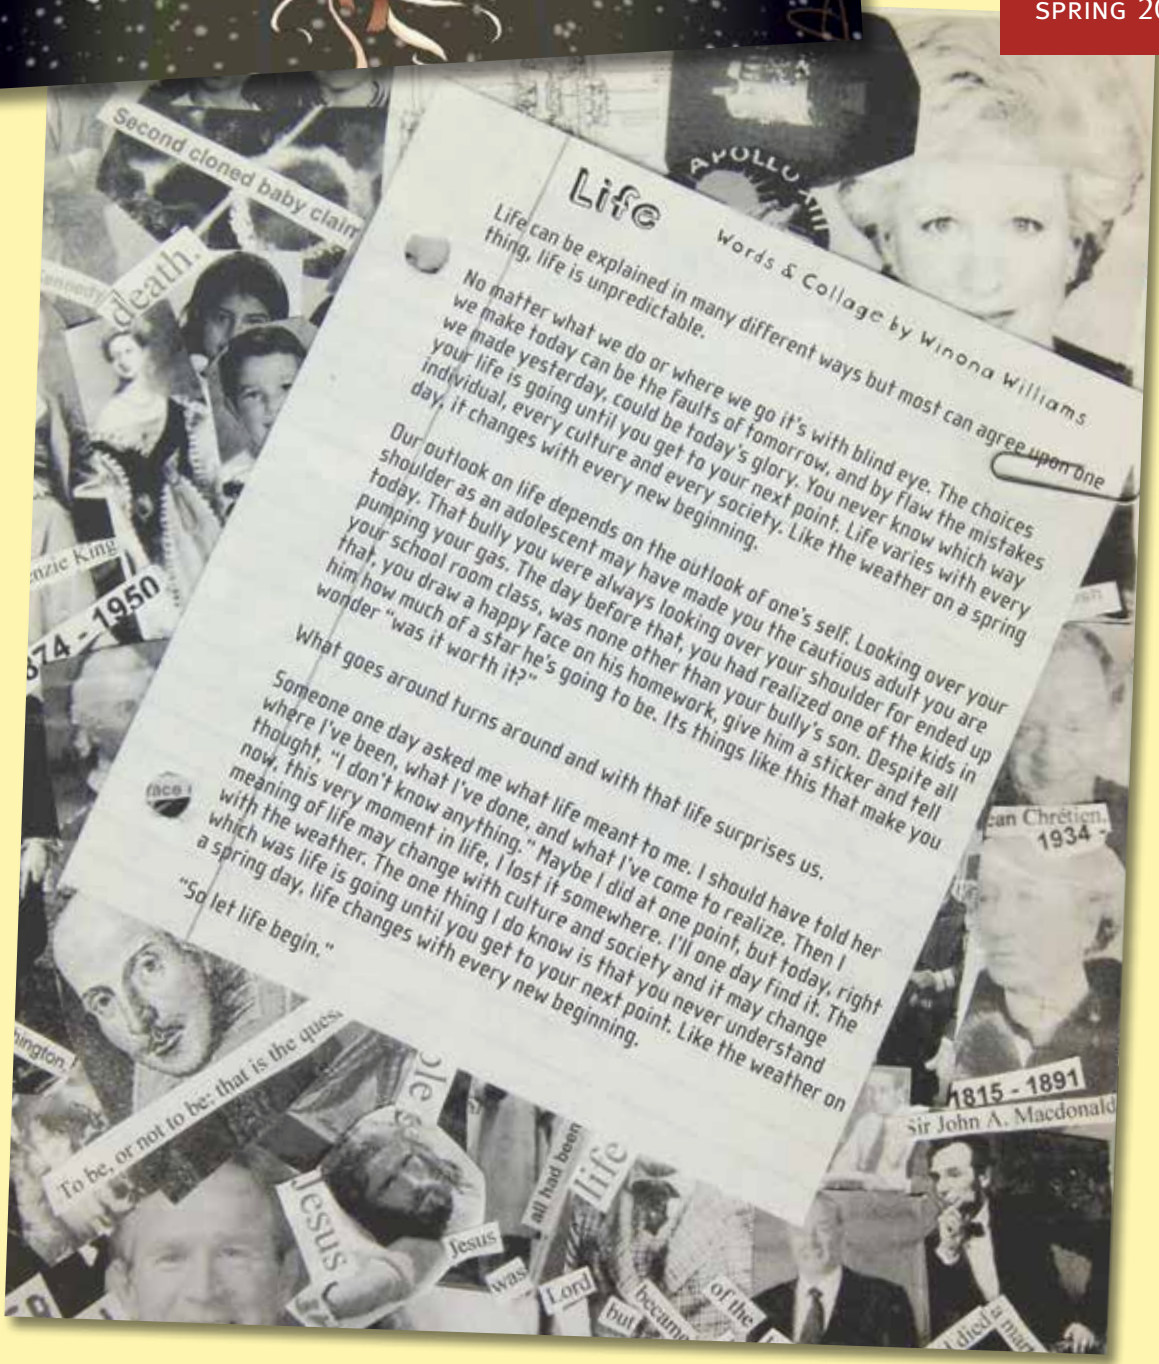 SPRING 20
Second cloned baby claim
death.
Kennedy
APOLLO XIII
Life
Words & Collage by Winona Williams
Life can be explained in many different ways but most can agree upon one
thing, life is unpredictable.
No matter what we do or where we go it's with blind eye. The choices
we make today can be the faults of tomorrow, and by flaw the mistakes
we made yesterday, could be today's glory. You never know which way
your life is going until you get to your next point. Life varies with every
individual, every culture and every society. Like the weather on a spring
day, it changes with every new beginning.
Our outlook on life depends on the outlook of one's self. Looking over your
shoulder as an adolescent may have made you the cautious adult you are
today. That bully you were always looking over your shoulder for ended up
pumping your gas. The day before that, you had realized one of the kids in
your school room class, was none other than your bully's son. Despite all
that, you draw a happy face on his homework, give him a sticker and tell
him how much of a star he's going to be. Its things like this that make you
wonder "was it worth it?"
What goes around turns around and with that life surprises us.
Someone one day asked me what life meant to me. I should have told her
where I've been, what I've done, and what I've come to realize. Then I
thought, "I don't know anything." Maybe I did at one point, but today, right
now, this very moment in life, I lost it somewhere. I'll one day find it. The
meaning of life may change with culture and society and it may change
with the weather. The one thing I do know is that you never understand
which was life is going until you get to your next point. Like the weather on
a spring day, life changes with every new beginning.
"So let life begin."
enzie King
874 - 1950
face
ean Chrétien.
1934 -
1815 - 1891
Sir John A. Macdonald
hington.
To be, or not to be: that is the ques
ple
Jesus
all had been
life
Jesus
was
Lord
but
became
of the
died a mar